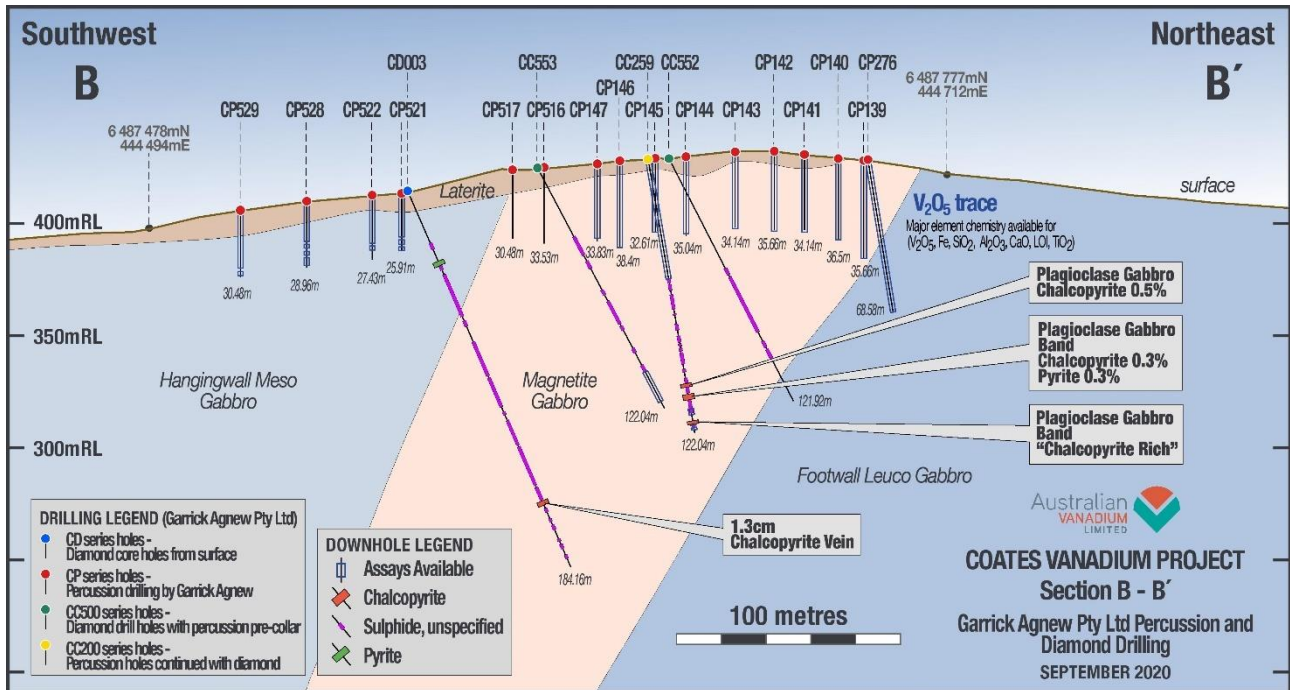 Southwest
B
Northeast
B′
CD003
CC553
CC259
CC552
CP142
CP140
CP276
CP146
CP529
CP528
CP522
CP521
CP517
CP516
CP147
CP145
CP144
CP143
CP141
CP139
6 487 478mN
444 494mE
6 487 777mN
444 712mE
Laterite
surface
400mRL
350mRL
300mRL
30.48m
28.96m
27.43m
25.91m
30.48m
33.53m
33.83m
38.4m
32.61m
35.04m
34.14m
35.66m
34.14m
36.5m
35.66m
68.58m
V₂O₅ trace
Major element chemistry available for
(V₂O₅, Fe, SiO₂, Al₂O₃, CaO, LOI, TiO₂)
Plagioclase Gabbro
Chalcopyrite 0.5%
Plagioclase Gabbro
Band
Chalcopyrite 0.3%
Pyrite 0.3%
Plagioclase Gabbro
Band
“Chalcopyrite Rich”
Hangingwall Meso
Gabbro
Magnetite
Gabbro
Footwall Leuco Gabbro
122.04m
122.04m
121.92m
184.16m
1.3cm
Chalcopyrite Vein
DRILLING LEGEND (Garrick Agnew Pty Ltd)
CD series holes -
Diamond core holes from surface
CP series holes -
Percussion drilling by Garrick Agnew
CC500 series holes -
Diamond drill holes with percussion pre-collar
CC200 series holes -
Percussion holes continued with diamond
DOWNHOLE LEGEND
Assays Available
Chalcopyrite
Sulphide, unspecified
Pyrite
100 metres
Australian
VANADIUM
LIMITED
COATES VANADIUM PROJECT
Section B - B′
Garrick Agnew Pty Ltd Percussion and
Diamond Drilling
SEPTEMBER 2020